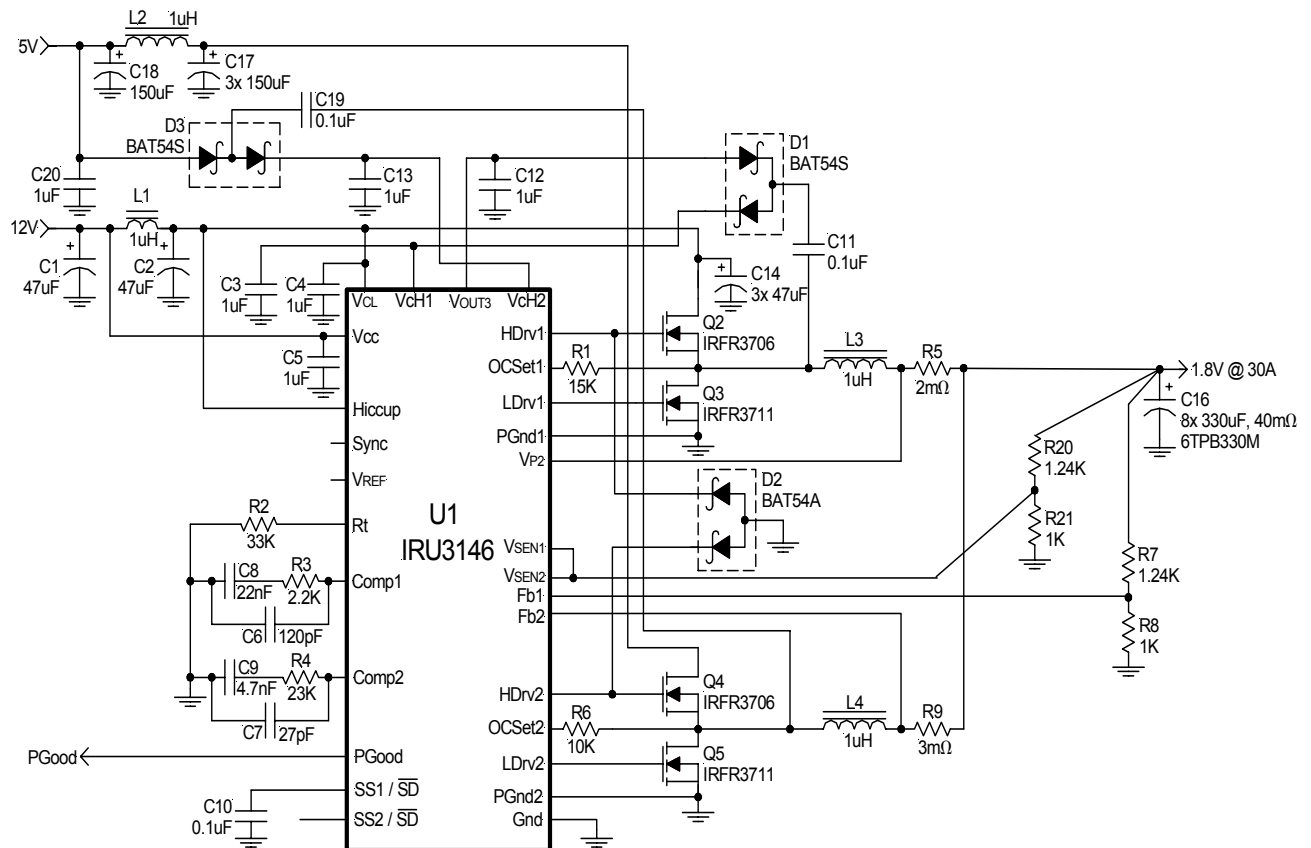 L2 1uH
5V
C18
150uF
C17
3x 150uF
C19
0.1uF
D3
BAT54S
D1
BAT54S
C20
1uF
C13
1uF
C12
1uF
L1
1uH
12V
C1
47uF
C2
47uF
C3
1uF
C4
1uF
C11
0.1uF
C14
3x 47uF
VCL
VcH1
VOUT3
VcH2
Vcc
C5
1uF
Hiccup
Sync
VREF
R2
33K
Rt
C8
22nF
R3
2.2K
Comp1
C6
120pF
C9
4.7nF
R4
23K
Comp2
C7
27pF
PGood
PGood
C10
0.1uF
SS1 / SD
SS2 / SD
U1
IRU3146
HDrv1
OCSet1
LDrv1
PGnd1
VP2
VSEN1
VSEN2
Fb1
Fb2
HDrv2
OCSet2
LDrv2
PGnd2
Gnd
R1
15K
Q2
IRFR3706
Q3
IRFR3711
L3
1uH
R5
2mΩ
1.8V @ 30A
C16
8x 330uF, 40mΩ
6TPB330M
D2
BAT54A
R20
1.24K
R21
1K
R7
1.24K
R8
1K
Q4
IRFR3706
R6
10K
Q5
IRFR3711
L4
1uH
R9
3mΩ